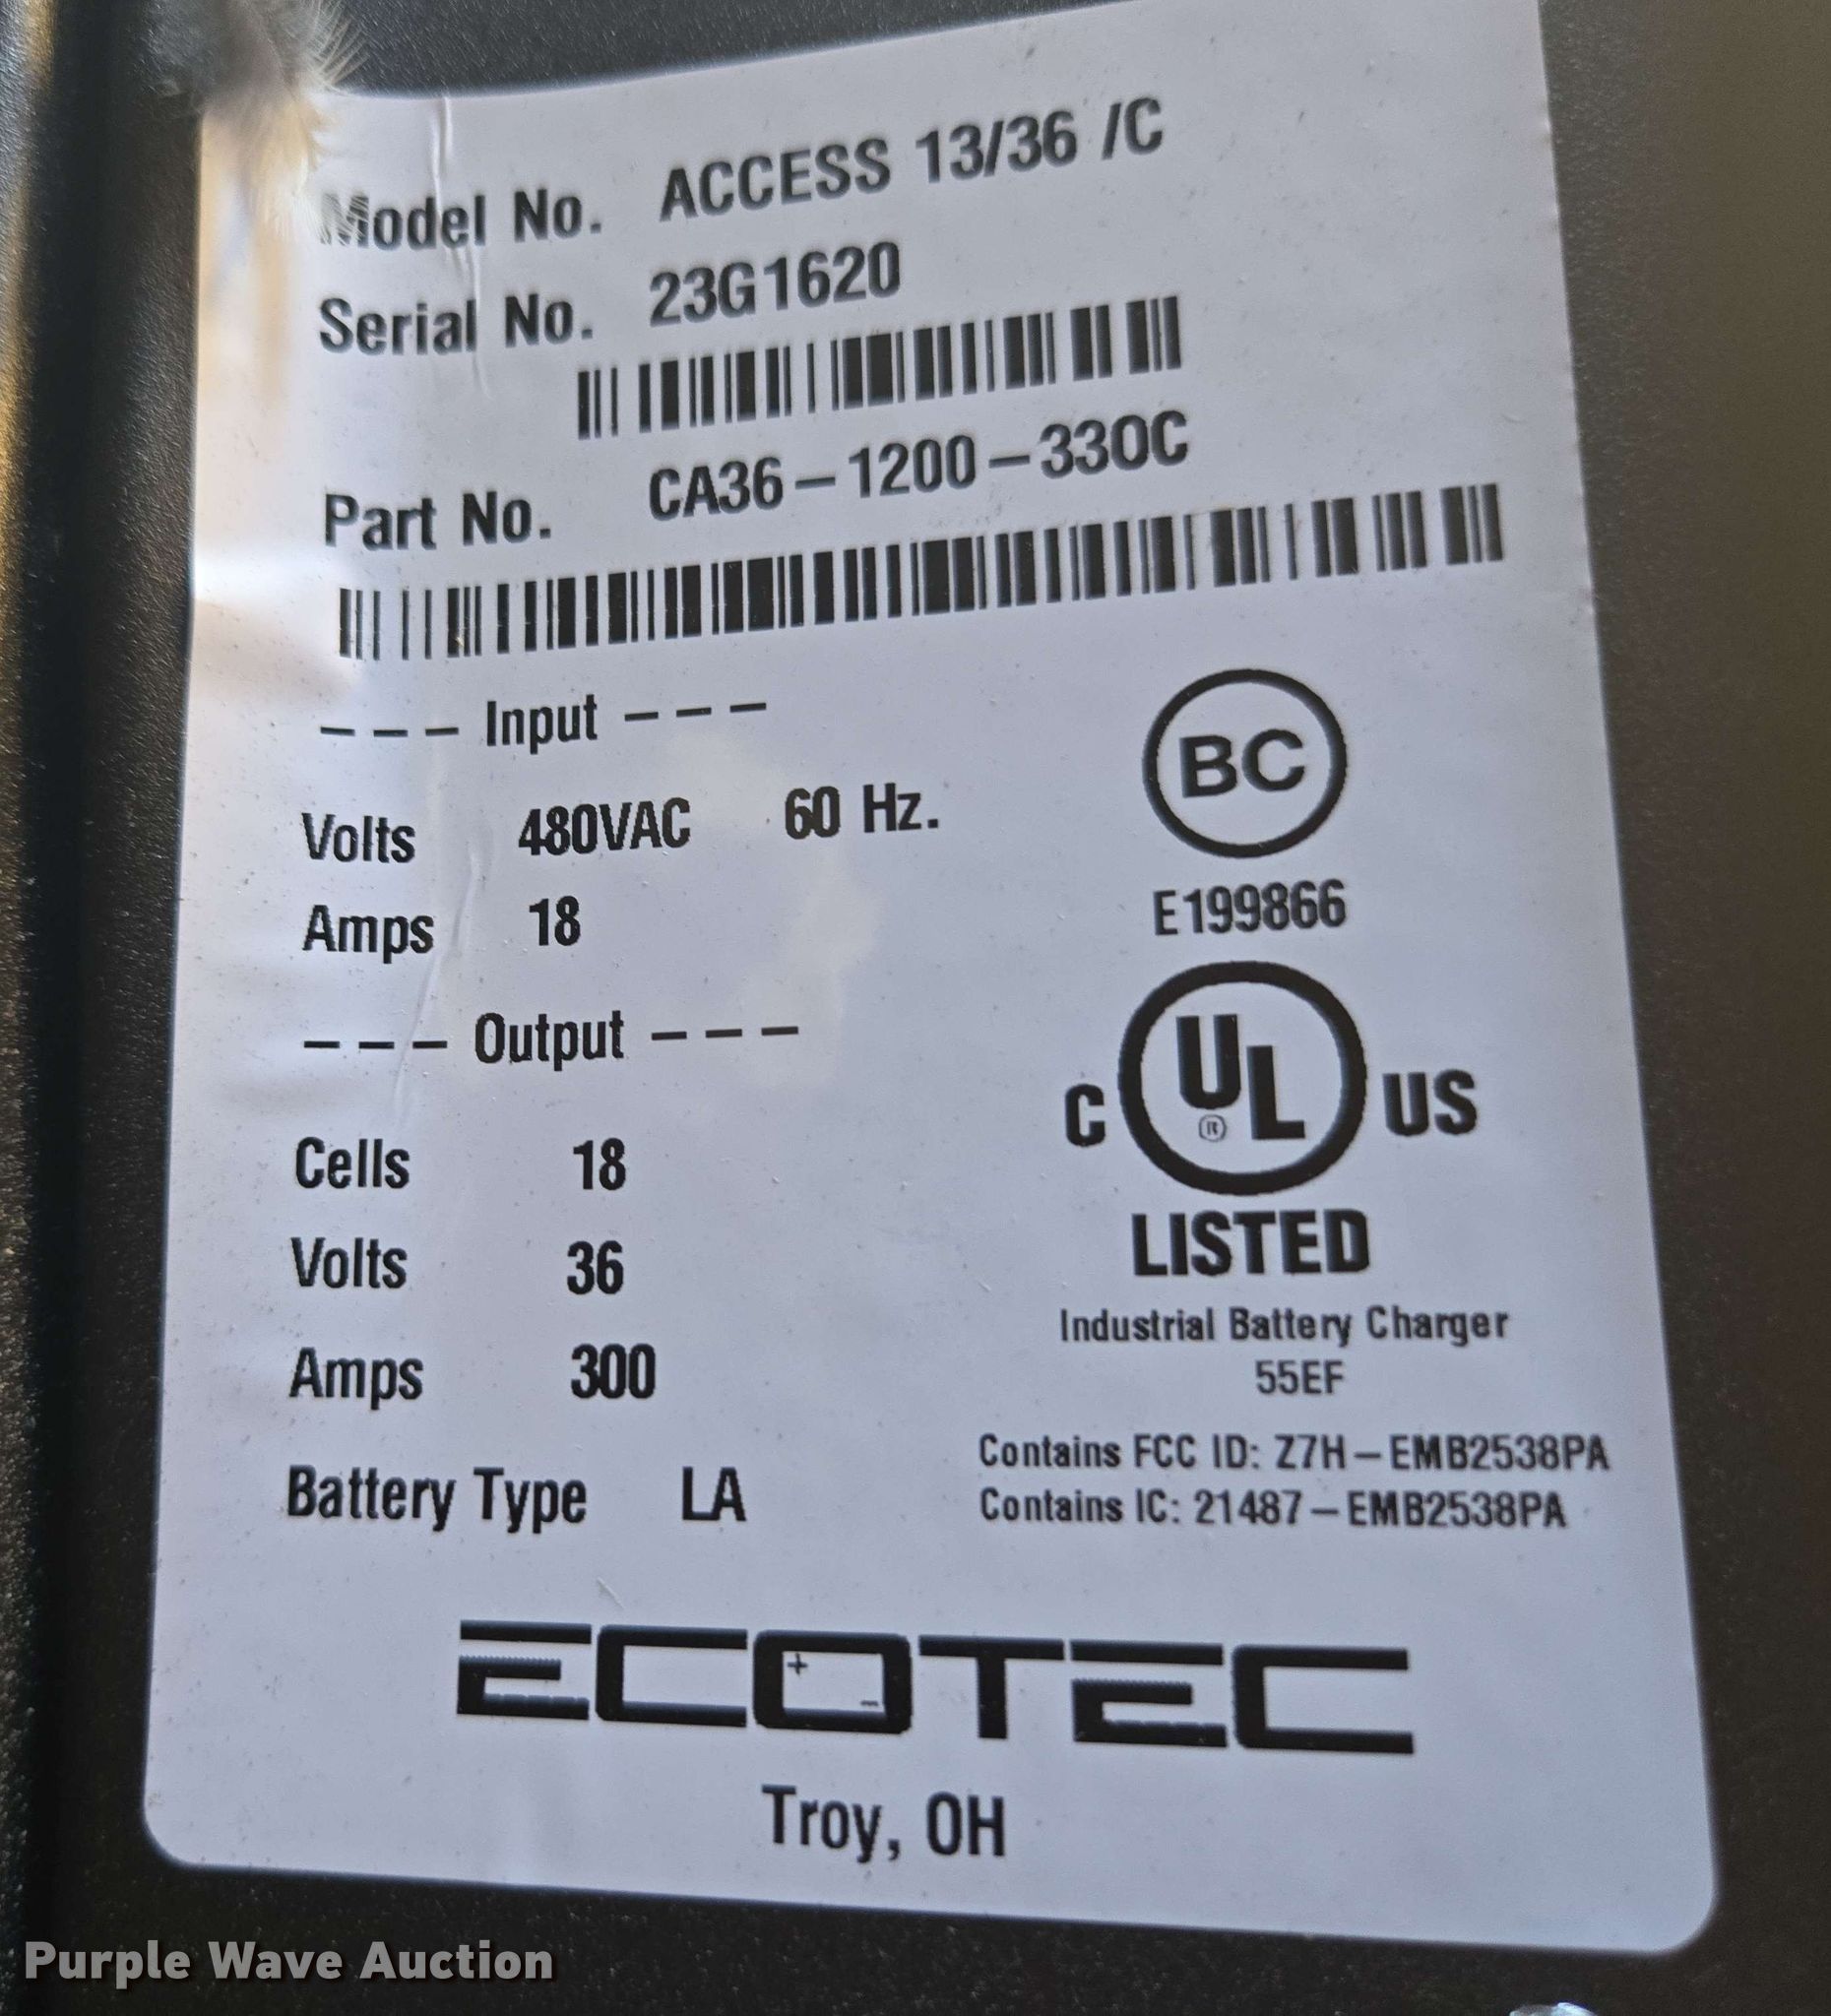 Model No. ACCESS 13/36 /C
Serial No. 23G1620
Part No. CA36-1200-330C
--- Input ---
Volts 480VAC 60 Hz.
Amps 18
BC
E199866
--- Output ---
Cells 18
Volts 36
Amps 300
Battery Type LA
C UL® US
LISTED
Industrial Battery Charger
55EF
Contains FCC ID: Z7H-EMB2538PA
Contains IC: 21487-EMB2538PA
ECOTEC
Troy, OH
Purple Wave Auction